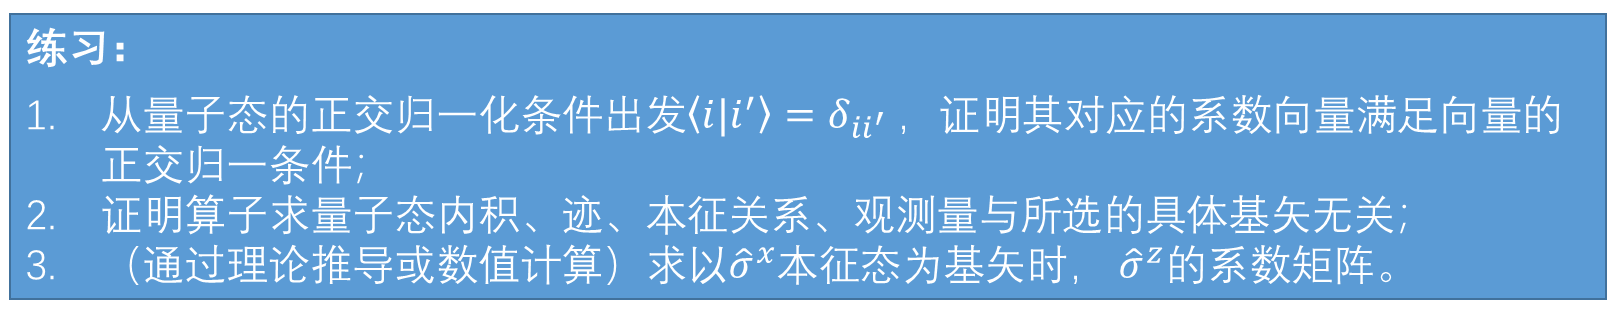 练习：
1. 从量子态的正交归一化条件出发⟨i|i′⟩ = δ_{ii′}，证明其对应的系数向量满足向量的
正交归一条件；
2. 证明算子求量子态内积、迹、本征关系、观测量与所选的具体基矢无关；
3. （通过理论推导或数值计算）求以σ̂ˣ本征态为基矢时，σ̂ᶻ的系数矩阵。